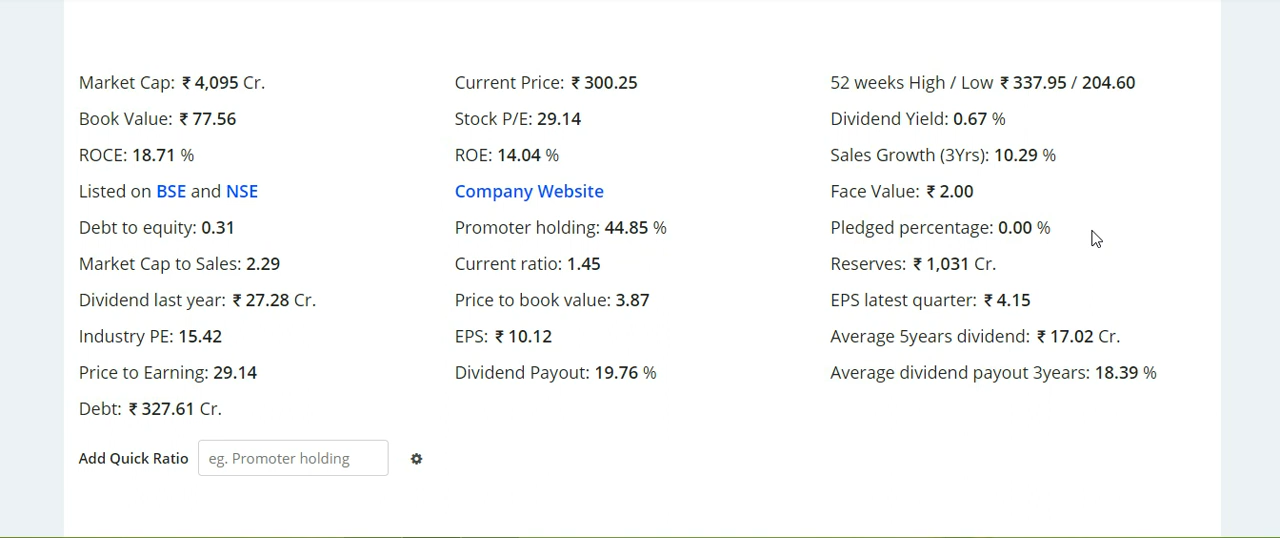 Market Cap: ₹ 4,095 Cr. Current Price: ₹ 300.25 52 weeks High / Low ₹ 337.95 / 204.60
Book Value: ₹ 77.56 Stock P/E: 29.14 Dividend Yield: 0.67 %
ROCE: 18.71 % ROE: 14.04 % Sales Growth (3Yrs): 10.29 %
Listed on BSE and NSE Company Website Face Value: ₹ 2.00
Debt to equity: 0.31 Promoter holding: 44.85 % Pledged percentage: 0.00 %
Market Cap to Sales: 2.29 Current ratio: 1.45 Reserves: ₹ 1,031 Cr.
Dividend last year: ₹ 27.28 Cr. Price to book value: 3.87 EPS latest quarter: ₹ 4.15
Industry PE: 15.42 EPS: ₹ 10.12 Average 5years dividend: ₹ 17.02 Cr.
Price to Earning: 29.14 Dividend Payout: 19.76 % Average dividend payout 3years: 18.39 %
Debt: ₹ 327.61 Cr.
Add Quick Ratio eg. Promoter holding